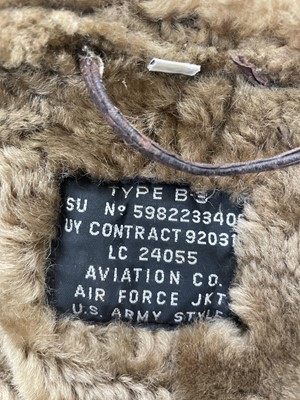 TYPE B-3
SU Nº 598223340
UY CONTRACT 92031
LC 24055
AVIATION CO.
AIR FORCE JKT
U.S. ARMY STYLE